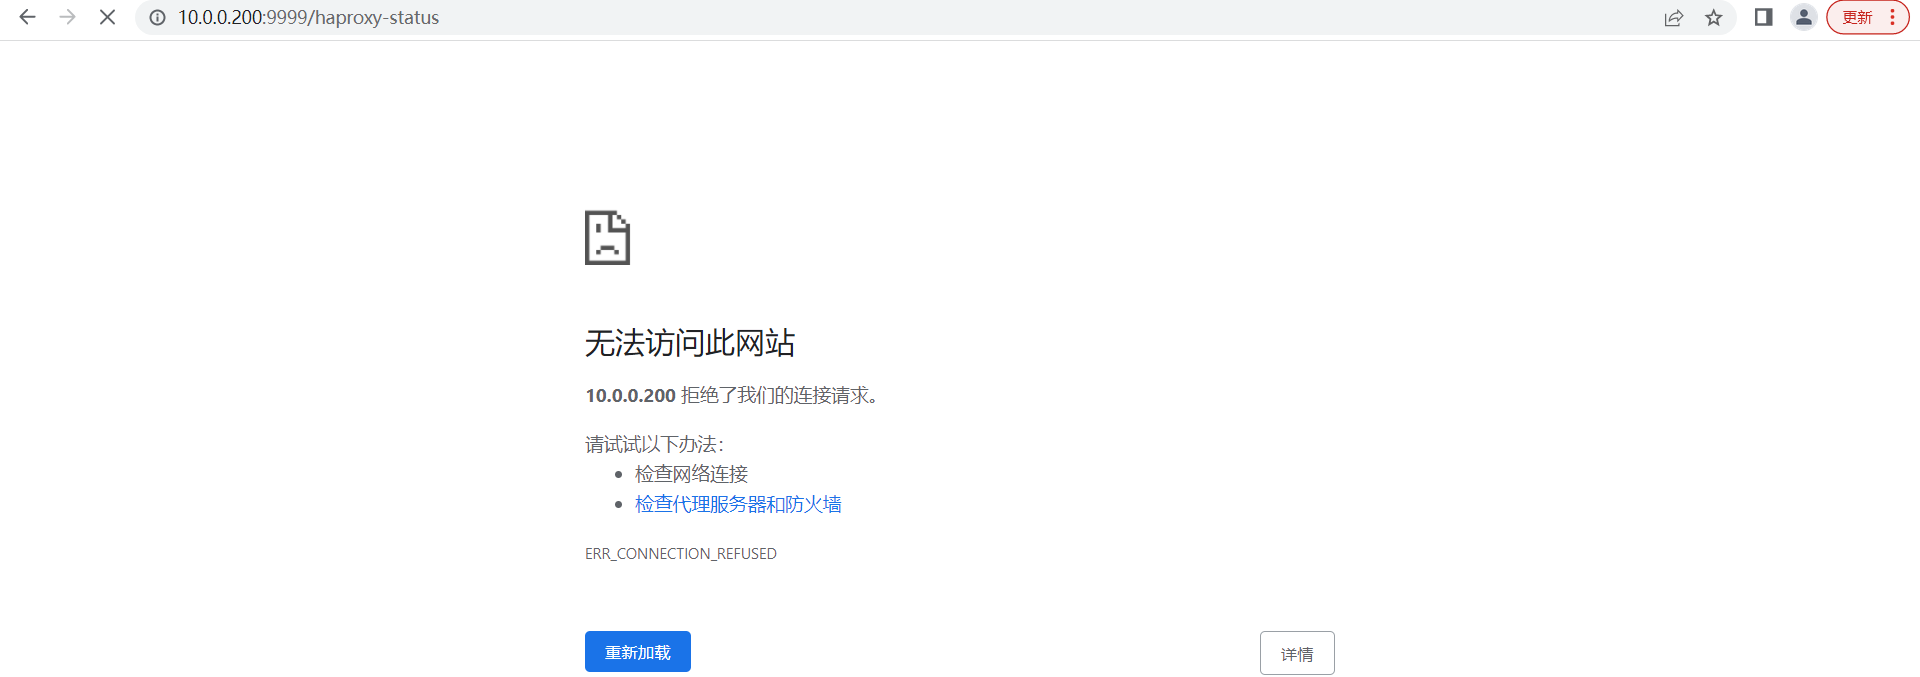 10.0.0.200:9999/haproxy-status
更新
无法访问此网站
10.0.0.200 拒绝了我们的连接请求。
请试试以下办法：
检查网络连接
检查代理服务器和防火墙
ERR_CONNECTION_REFUSED
重新加载
详情